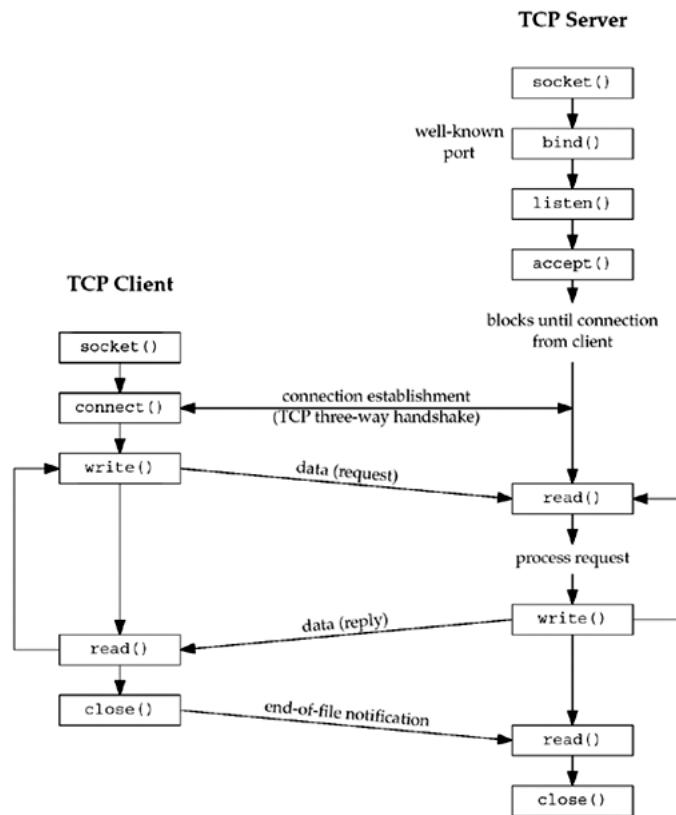 TCP Server
socket()
well-known
port
bind()
listen()
accept()
TCP Client
blocks until connection
from client
socket()
connection establishment
(TCP three-way handshake)
connect()
write()
data (request)
read()
process request
data (reply)
write()
read()
close()
end-of-file notification
read()
close()